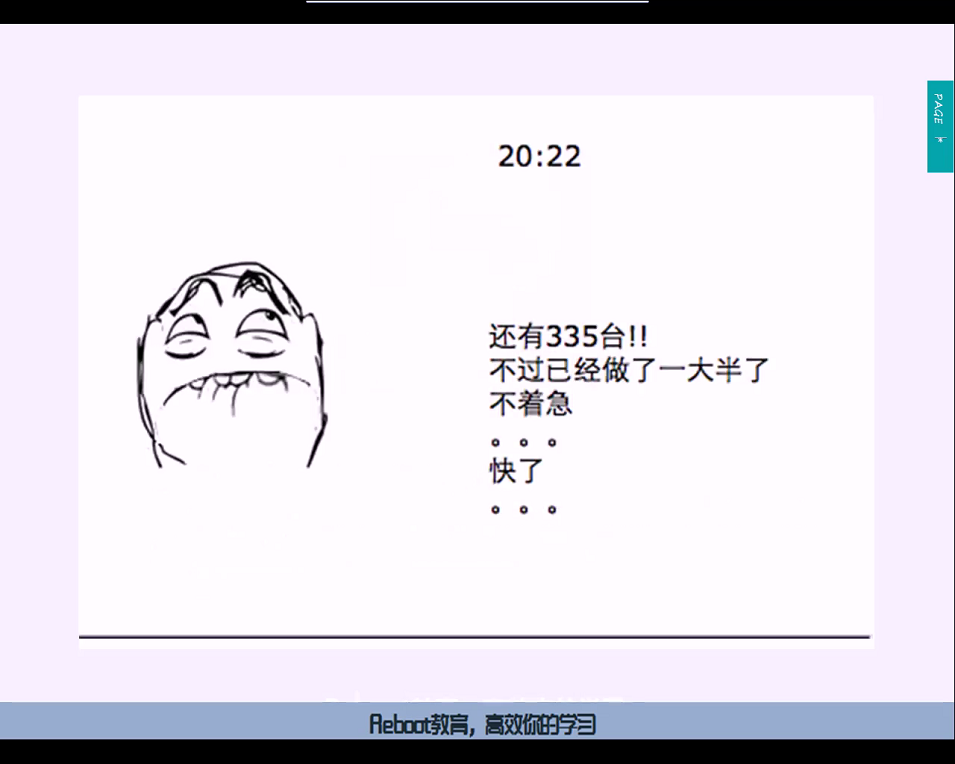 PAGE
20:22
还有335台!!
不过已经做了一大半了
不着急
。。。
快了
。。。
Reboot教育，高效你的学习